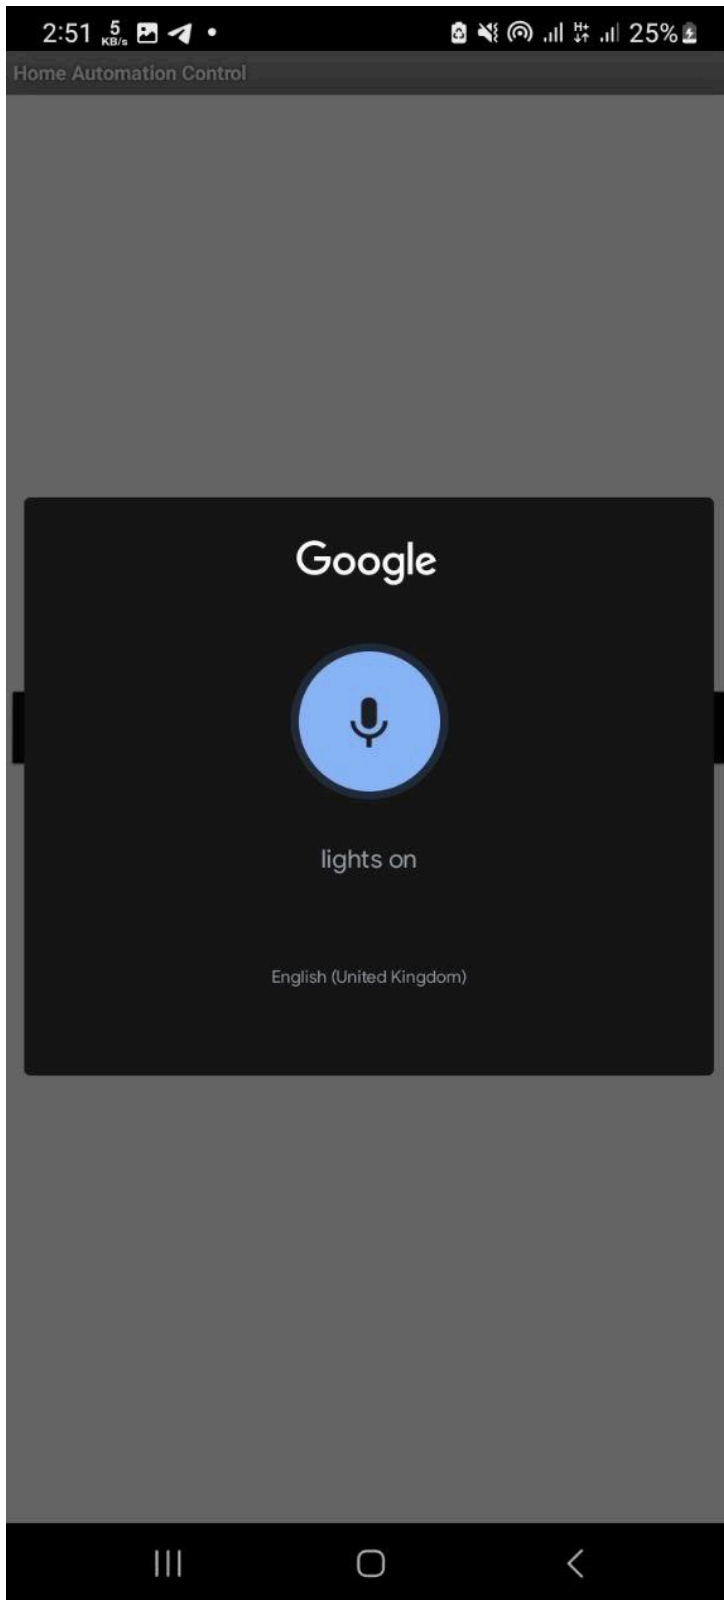 2:51 5 KB/s H+ 25%
Home Automation Control
Google
lights on
English (United Kingdom)